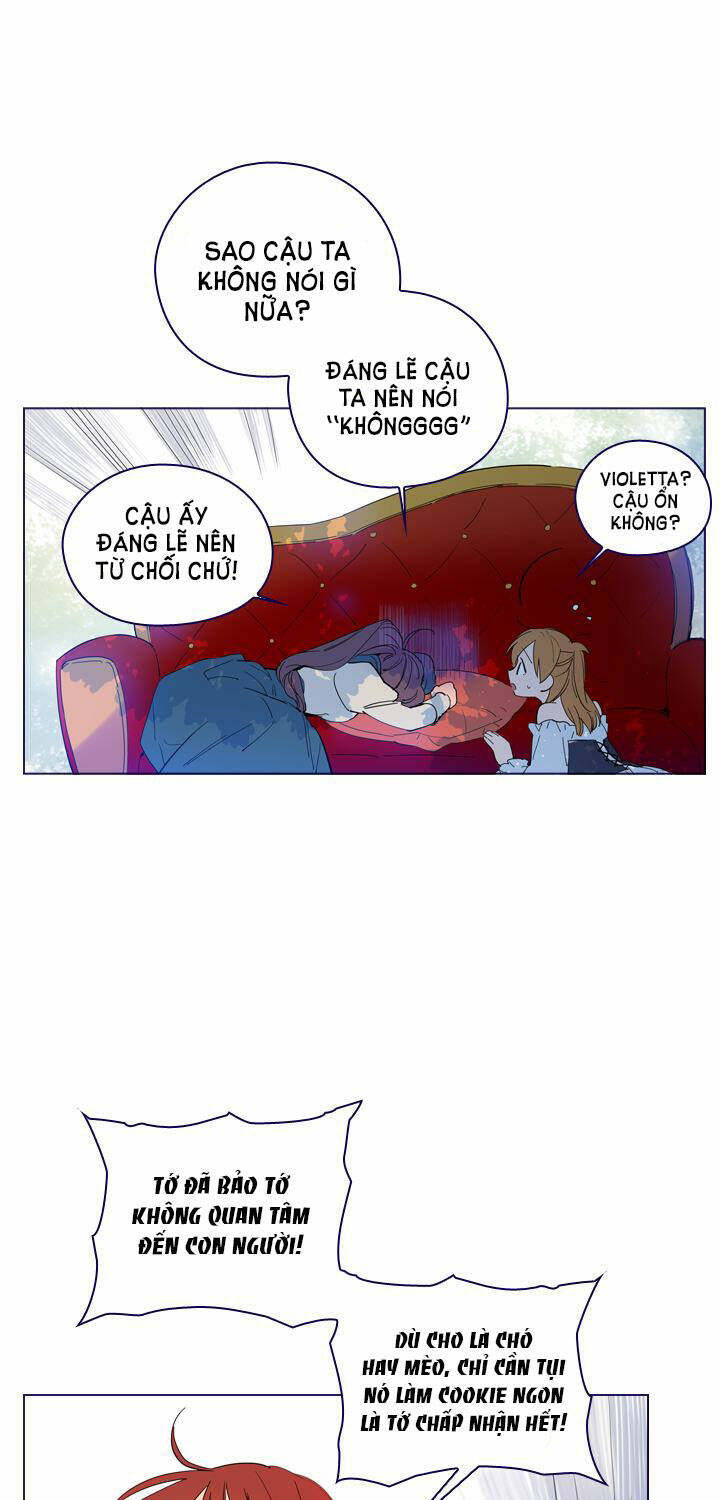 SAO CẬU TA
KHÔNG NÓI GÌ
NỮA?
ĐÁNG LẼ CẬU
TA NÊN NÓI
“KHÔNGGGG”
VIOLETTA?
CẬU ỔN
KHÔNG?
CẬU ẤY
ĐÁNG LẼ NÊN
TỪ CHỐI CHỨ!
TỚ ĐÃ BẢO TỚ
KHÔNG QUAN TÂM
ĐẾN CON NGƯỜI!
DÙ CHO LÀ CHÓ
HAY MÈO, CHỈ CẦN TỤI
NÓ LÀM COOKIE NGON
LÀ TỚ CHẤP NHẬN HẾT!